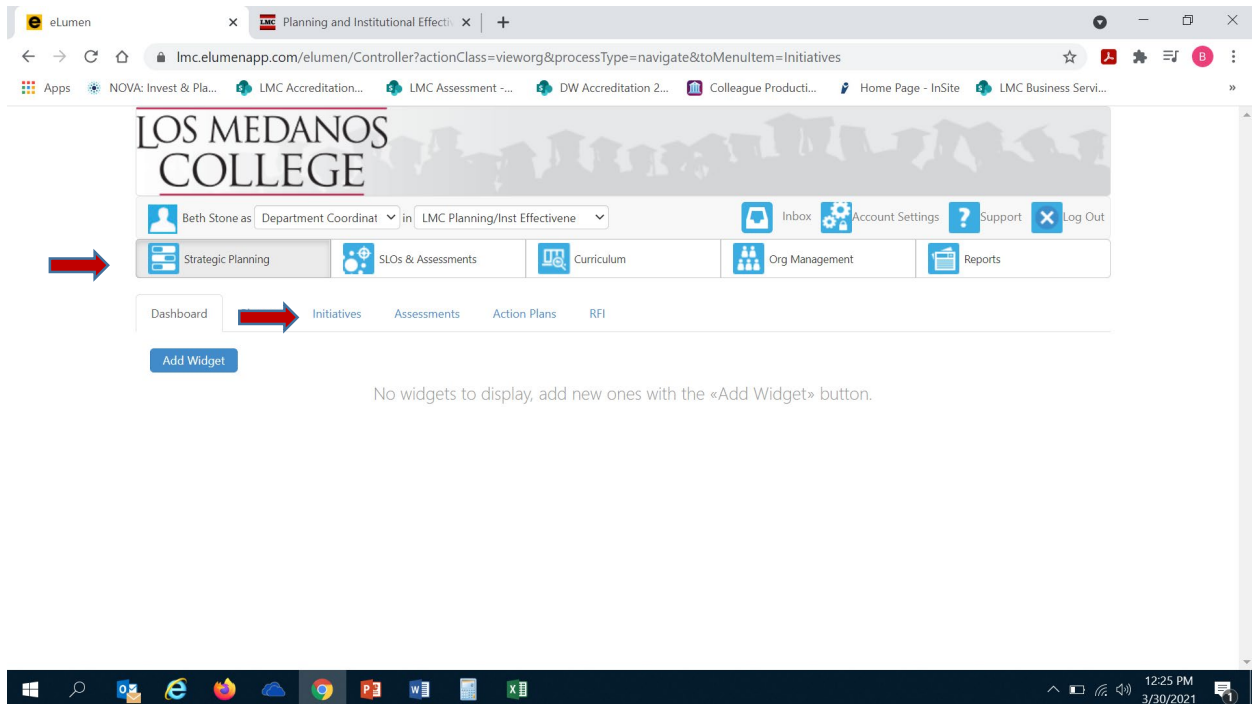 eLumen
Planning and Institutional Effectiv
lmc.elumenapp.com/elumen/Controller?actionClass=vieworg&processType=navigate&toMenuItem=Initiatives
B
Apps NOVA: Invest & Pla... LMC Accreditation... LMC Assessment -... DW Accreditation 2... Colleague Producti... Home Page - InSite LMC Business Servi... »
LOS MEDANOS
COLLEGE
Beth Stone as Department Coordinat in LMC Planning/Inst Effectivene Inbox Account Settings Support Log Out
Strategic Planning SLOs & Assessments Curriculum Org Management Reports
Dashboard Initiatives Assessments Action Plans RFI
Add Widget
No widgets to display, add new ones with the «Add Widget» button.
12:25 PM
3/30/2021
1